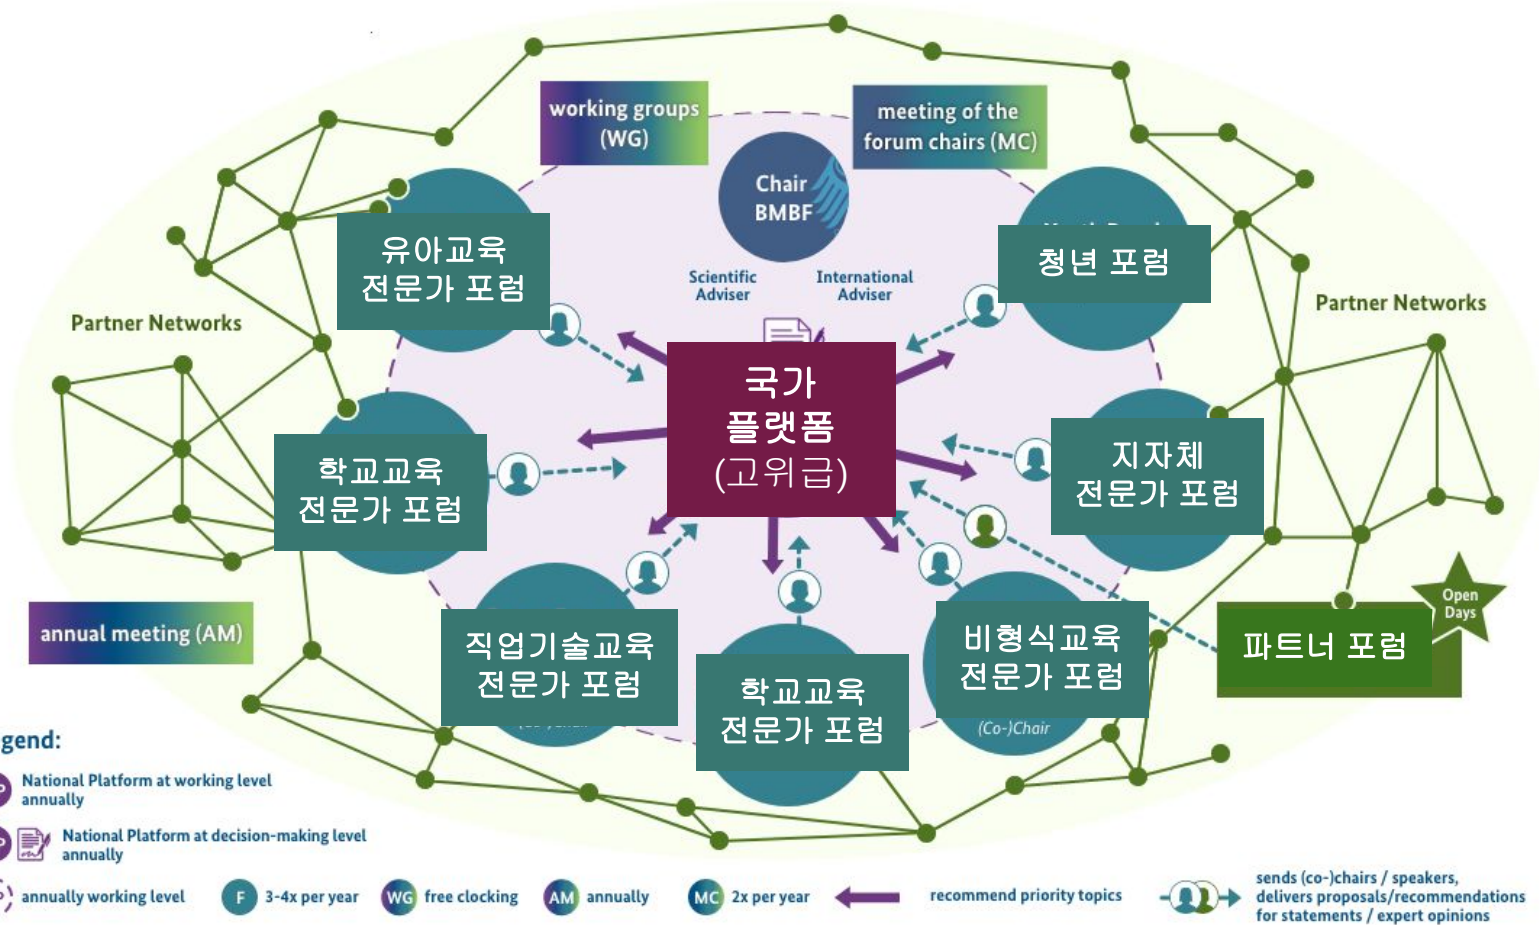 working groups
(WG)
meeting of the
forum chairs (MC)
Chair
BMBF
Scientific
Adviser
International
Adviser
유아교육
전문가 포럼
청년 포럼
Partner Networks
Partner Networks
국가
플랫폼
(고위급)
학교교육
전문가 포럼
지자체
전문가 포럼
annual meeting (AM)
직업기술교육
전문가 포럼
학교교육
전문가 포럼
비형식교육
전문가 포럼
(Co-)Chair
파트너 포럼
Open
Days
gend:
National Platform at working level
annually
National Platform at decision-making level
annually
annually working level
F
3-4x per year
WG
free clocking
AM
annually
MC
2x per year
recommend priority topics
sends (co-)chairs / speakers,
delivers proposals/recommendations
for statements / expert opinions